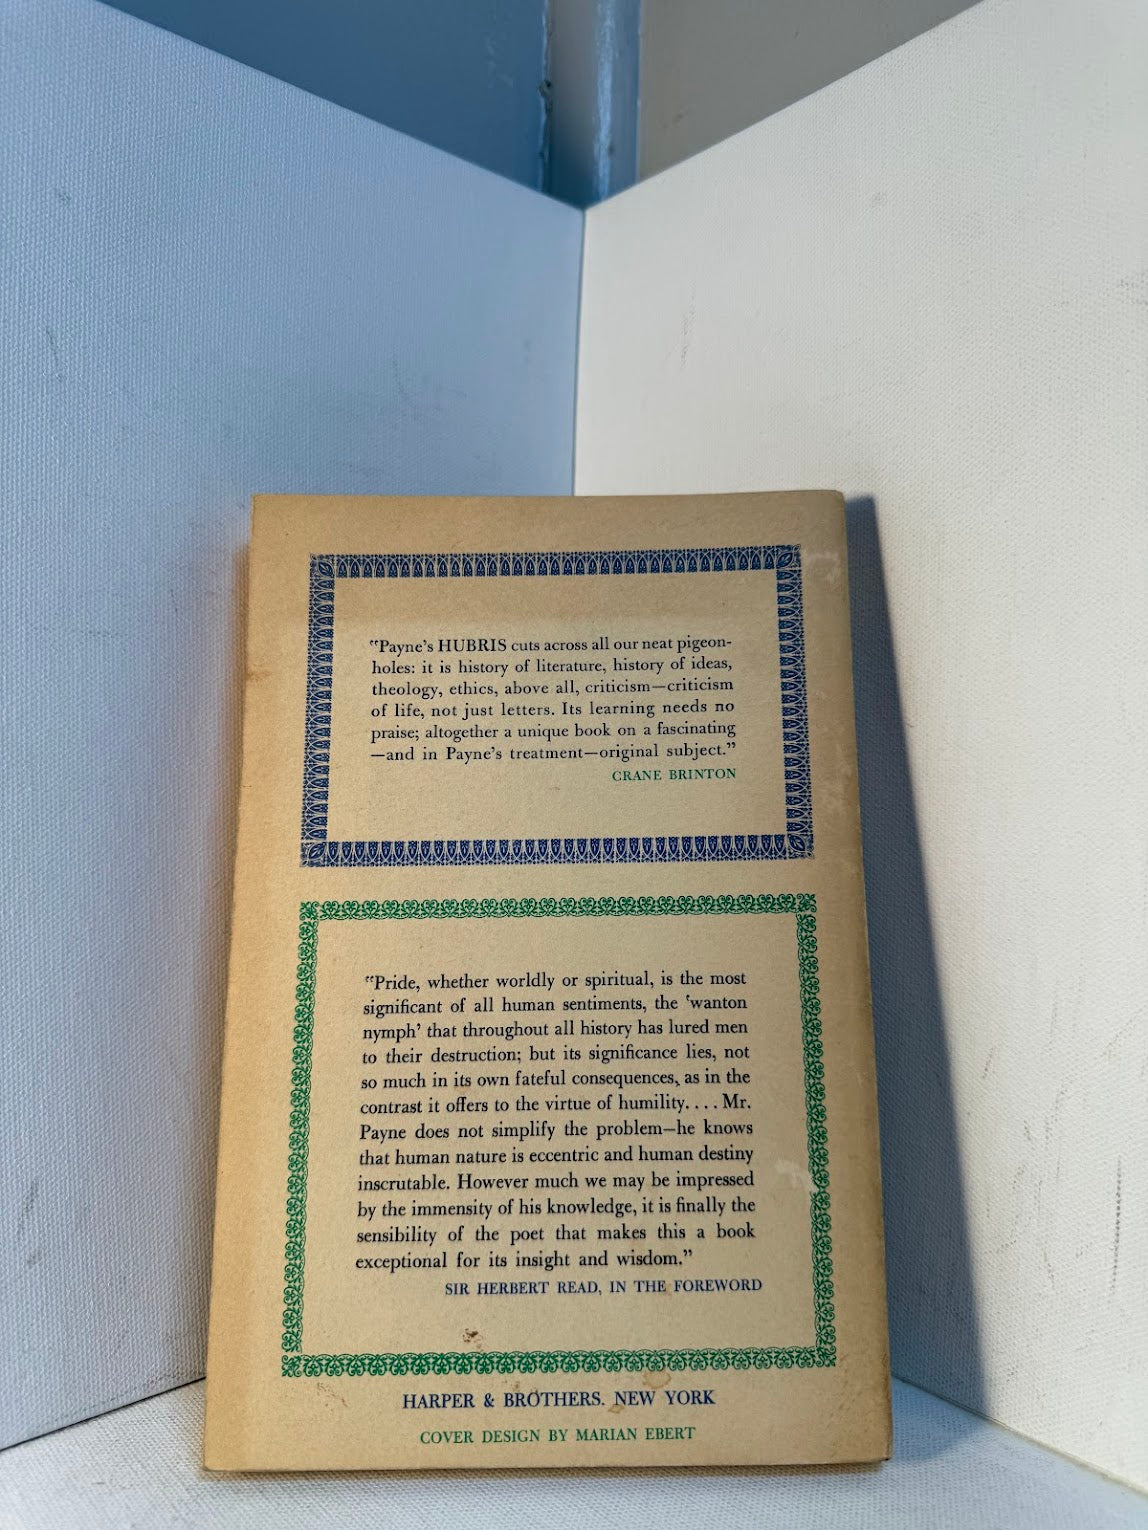 "Payne's HUBRIS cuts across all our neat pigeon-
holes: it is history of literature, history of ideas,
theology, ethics, above all, criticism—criticism
of life, not just letters. Its learning needs no
praise; altogether a unique book on a fascinating
—and in Payne's treatment—original subject."
CRANE BRINTON
"Pride, whether worldly or spiritual, is the most
significant of all human sentiments, the 'wanton
nymph' that throughout all history has lured men
to their destruction; but its significance lies, not
so much in its own fateful consequences, as in the
contrast it offers to the virtue of humility. . . . Mr.
Payne does not simplify the problem—he knows
that human nature is eccentric and human destiny
inscrutable. However much we may be impressed
by the immensity of his knowledge, it is finally the
sensibility of the poet that makes this a book
exceptional for its insight and wisdom."
SIR HERBERT READ, IN THE FOREWORD
HARPER & BROTHERS. NEW YORK
COVER DESIGN BY MARIAN EBERT